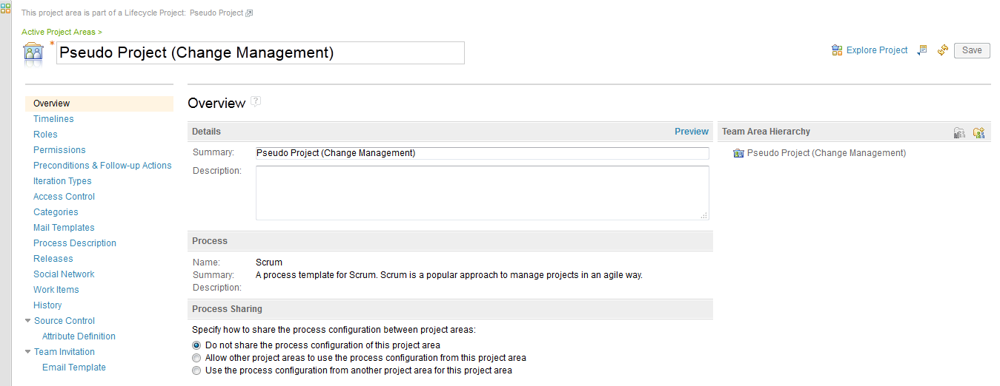 This project area is part of a Lifecycle Project: Pseudo Project
Active Project Areas >
* Pseudo Project (Change Management)
Explore Project
Save
Overview
Timelines
Roles
Permissions
Preconditions & Follow-up Actions
Iteration Types
Access Control
Categories
Mail Templates
Process Description
Releases
Social Network
Work Items
History
Source Control
Attribute Definition
Team Invitation
Email Template
Overview ?
Details Preview
Summary: Pseudo Project (Change Management)
Description:
Process
Name: Scrum
Summary: A process template for Scrum. Scrum is a popular approach to manage projects in an agile way.
Description:
Process Sharing
Specify how to share the process configuration between project areas:
Do not share the process configuration of this project area
Allow other project areas to use the process configuration from this project area
Use the process configuration from another project area for this project area
Team Area Hierarchy
Pseudo Project (Change Management)